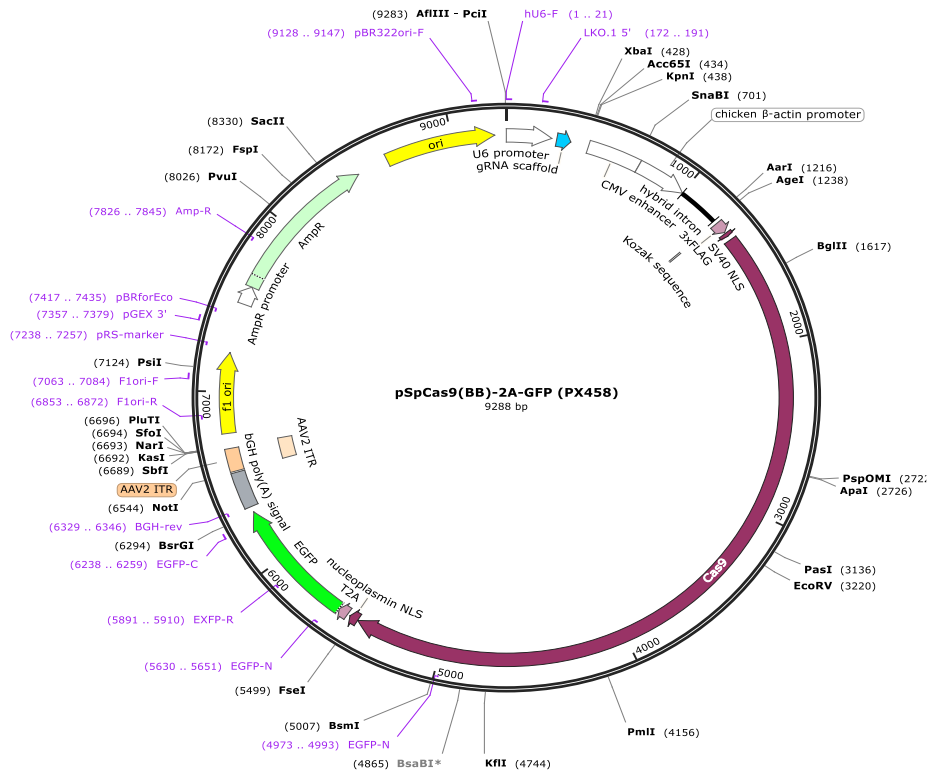 (9283) AflIII - PciI
hU6-F (1 .. 21)
(9128 .. 9147) pBR322ori-F
LKO.1 5' (172 .. 191)
XbaI (428)
Acc65I (434)
KpnI (438)
SnaBI (701)
chicken β-actin promoter
(8330) SacII
(8172) FspI
(8026) PvuI
(7826 .. 7845) Amp-R
AarI (1216)
AgeI (1238)
BglII (1617)
9000
ori
U6 promoter
gRNA scaffold
1000
CMV enhancer
hybrid intron
3xFLAG
SV40 NLS
Kozak sequence
8000
AmpR
AmpR promoter
2000
(7417 .. 7435) pBRforEco
(7357 .. 7379) pGEX 3'
(7238 .. 7257) pRS-marker
(7124) PsiI
(7063 .. 7084) F1ori-F
(6853 .. 6872) F1ori-R
7000
f1 ori
pSpCas9(BB)-2A-GFP (PX458)
9288 bp
(6696) PluTI
(6694) SfoI
(6693) NarI
(6692) KasI
(6689) SbfI
AAV2 ITR
(6544) NotI
AAV2 ITR
bGH poly(A) signal
(6329 .. 6346) BGH-rev
(6294) BsrGI
(6238 .. 6259) EGFP-C
PspOMI (2722
ApaI (2726)
3000
PasI (3136)
EcoRV (3220)
Cas9
EGFP
6000
nucleoplasmin NLS
T2A
(5891 .. 5910) EXFP-R
(5630 .. 5651) EGFP-N
(5499) FseI
4000
5000
(5007) BsmI
(4973 .. 4993) EGFP-N
(4865) BsaBI*
KflI (4744)
PmlI (4156)